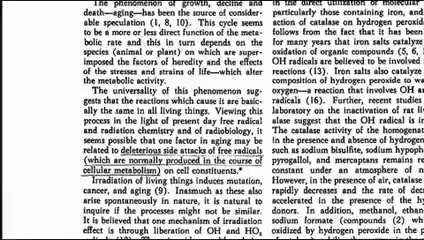 The phenomenon of growth, decline and
death—aging—has been the source of consider-
able speculation (1, 8, 10). This cycle seems
to be a more or less direct function of the meta-
bolic rate and this in turn depends on the
species (animal or plant) on which are super-
imposed the factors of heredity and the effects
of the stresses and strains of life—which alter
the metabolic activity.
The universality of this phenomenon sug-
gests that the reactions which cause it are basic-
ally the same in all living things. Viewing this
process in the light of present day free radical
and radiation chemistry and of radiobiology, it
seems possible that one factor in aging may be
related to deleterious side attacks of free radicals
(which are normally produced in the course of
cellular metabolism) on cell constituents.*
Irradiation of living things induces mutation,
cancer, and aging (9). Inasmuch as these also
arise spontaneously in nature, it is natural to
inquire if the processes might not be similar.
It is believed that one mechanism of irradiation
effect is through liberation of OH and HO₂
in the direct utilization of molecular
particularly those containing iron, and
action of catalase on hydrogen peroxid
follows from the fact that it has been
for many years that iron salts catalyze
oxidation of organic compounds (5, 6,
OH radicals are believed to be involved i
reactions (13). Iron salts also catalyze
composition of hydrogen peroxide to wa
oxygen—a reaction that involves OH a
radicals (16). Further, recent studies
laboratory on the inactivation of rat li
alase suggest that the OH radical is ir
The catalase activity of the homogenat
in the presence and absence of hydrogen
such as sodium bisulfite, sodium hypoph
pyrogallol, and mercaptans remains re
constant under an atmosphere of n
However, in the presence of air, catalase
rapidly decreases and the rate of dec
accelerated in the presence of the hy
donors. In addition, methanol, ethan
sodium formate (compounds (2) wh
oxidized by hydrogen peroxide in the p